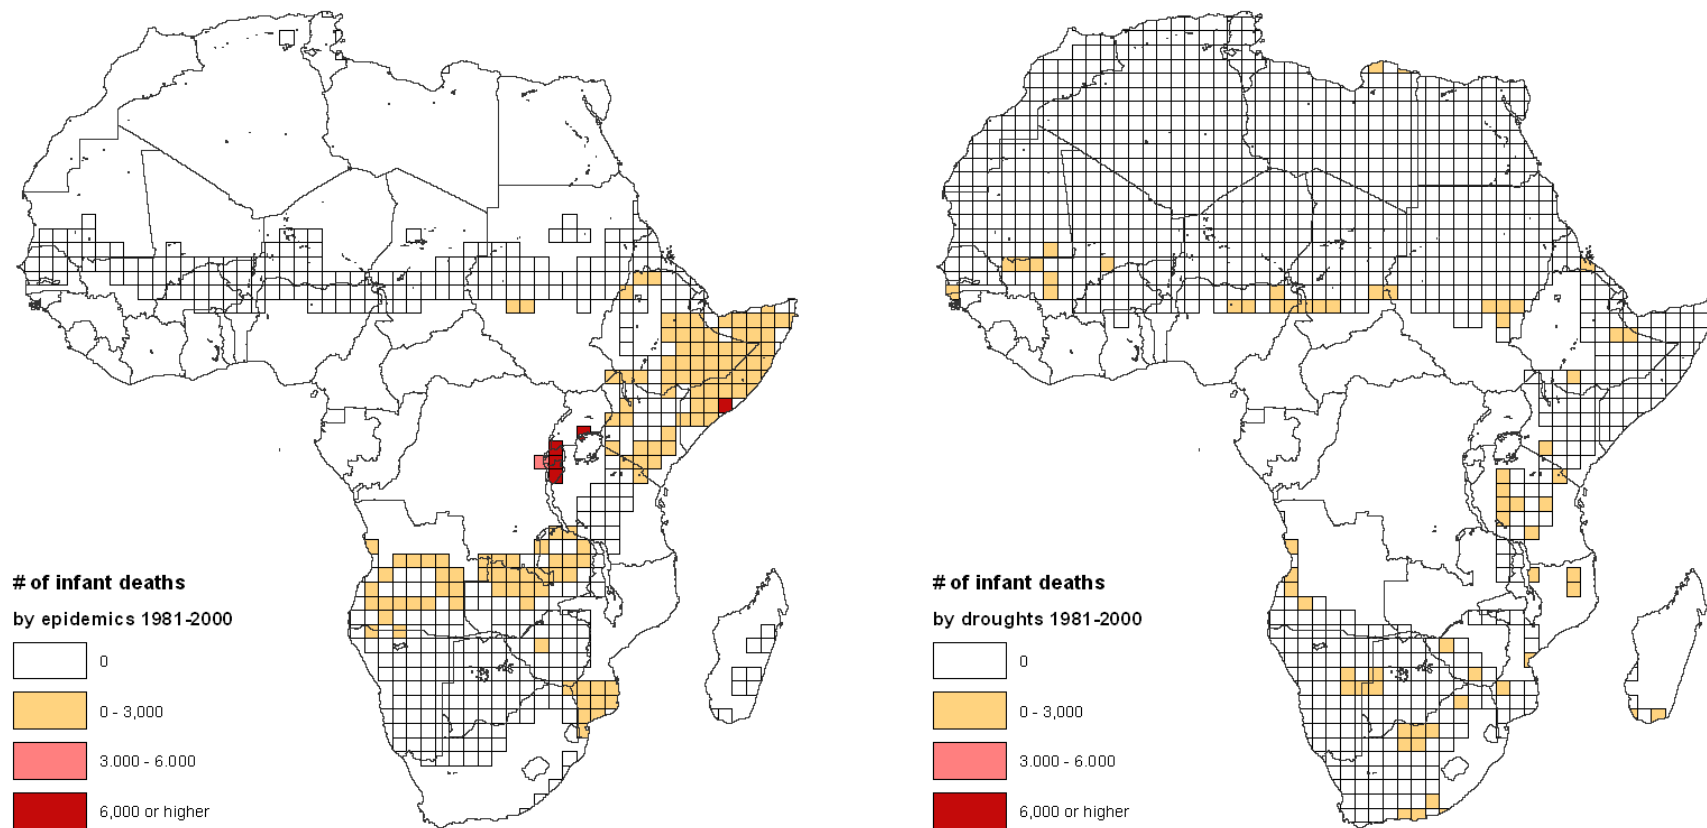 # of infant deaths
by epidemics 1981-2000
0
0 - 3,000
3.000 - 6.000
6,000 or higher
# of infant deaths
by droughts 1981-2000
0
0 - 3,000
3.000 - 6.000
6,000 or higher